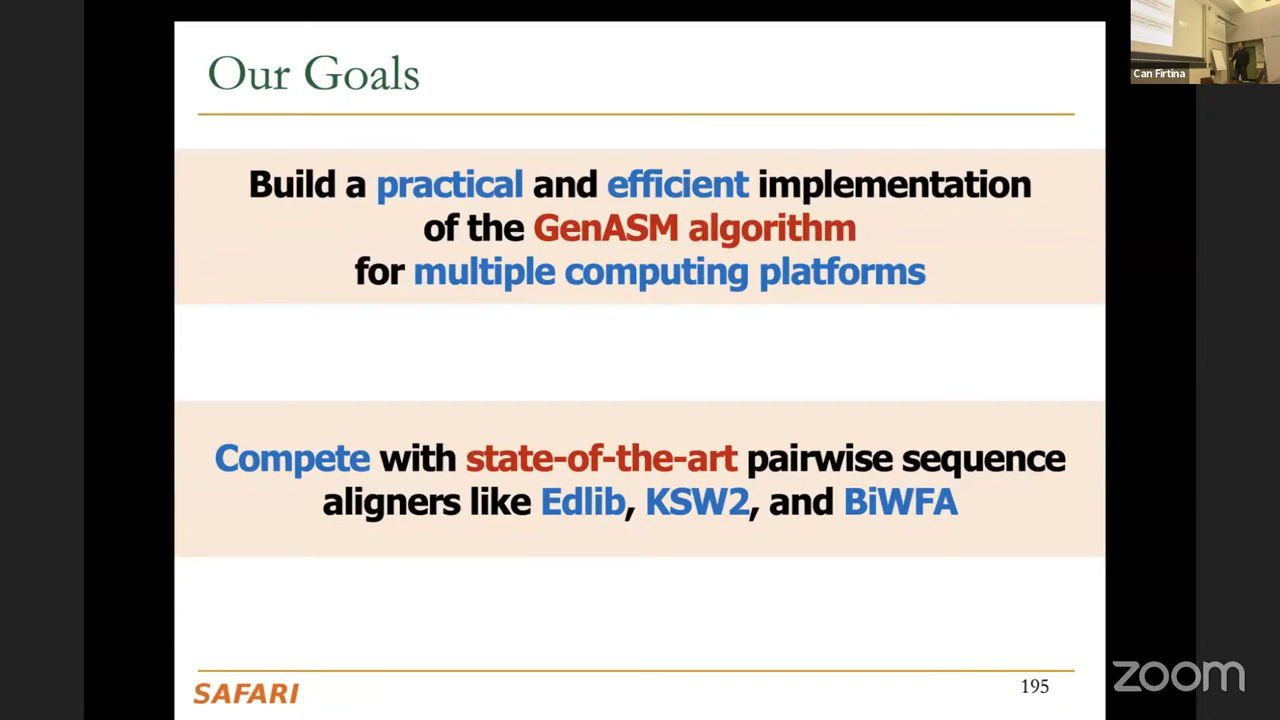 Our Goals
Can Firtina
Build a practical and efficient implementation
of the GenASM algorithm
for multiple computing platforms
Compete with state-of-the-art pairwise sequence
aligners like Edlib, KSW2, and BiWFA
SAFARI
195
zoom